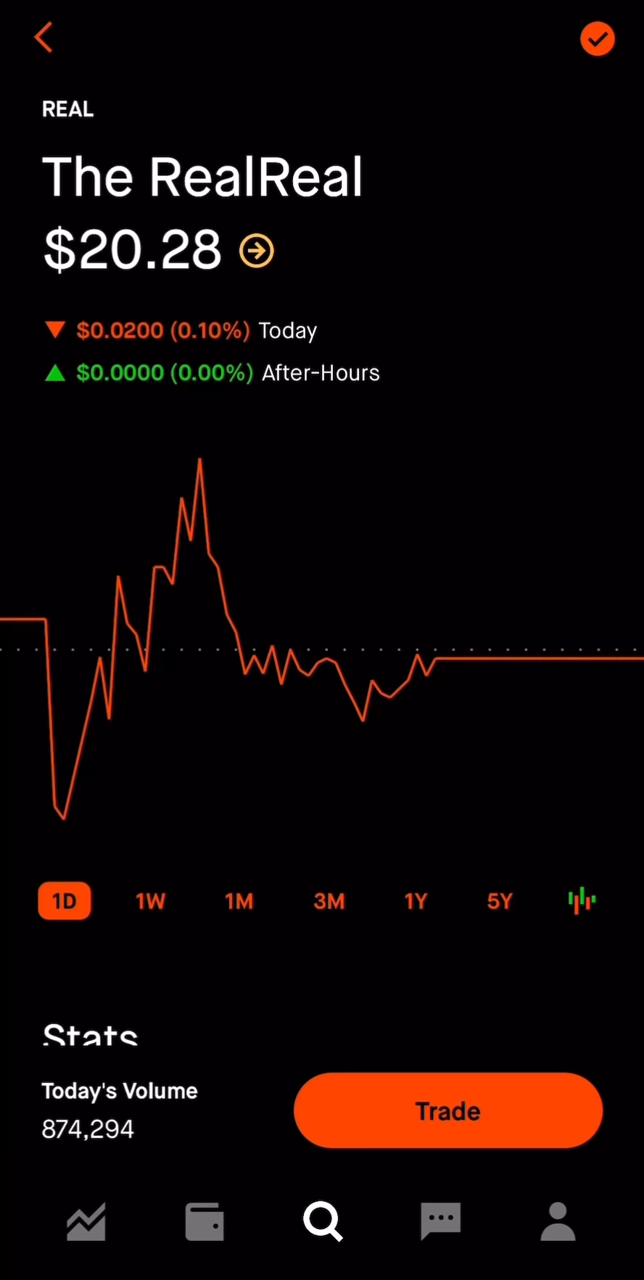 REAL
The RealReal
$20.28
$0.0200 (0.10%) Today
$0.0000 (0.00%) After-Hours
1D 1W 1M 3M 1Y 5Y
Stats
Today's Volume
874,294
Trade